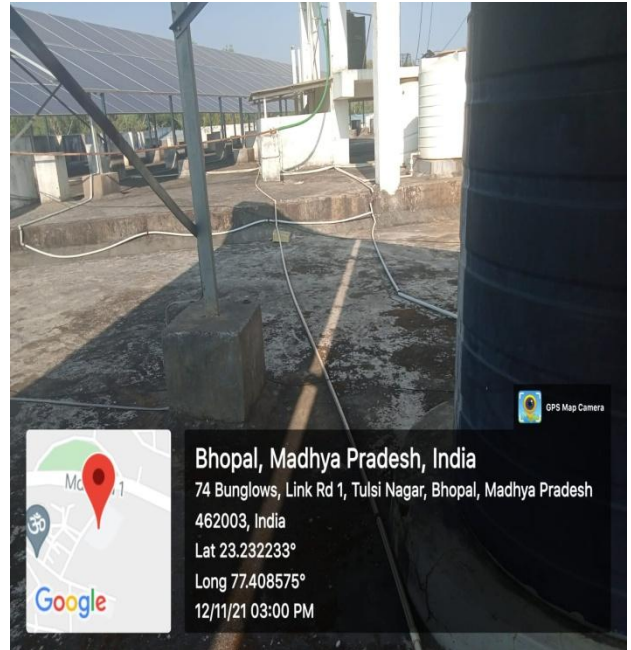 GPS Map Camera
Bhopal, Madhya Pradesh, India
74 Bunglows, Link Rd 1, Tulsi Nagar, Bhopal, Madhya Pradesh
462003, India
Lat 23.232233°
Long 77.408575°
12/11/21 03:00 PM
1
ॐ
Google